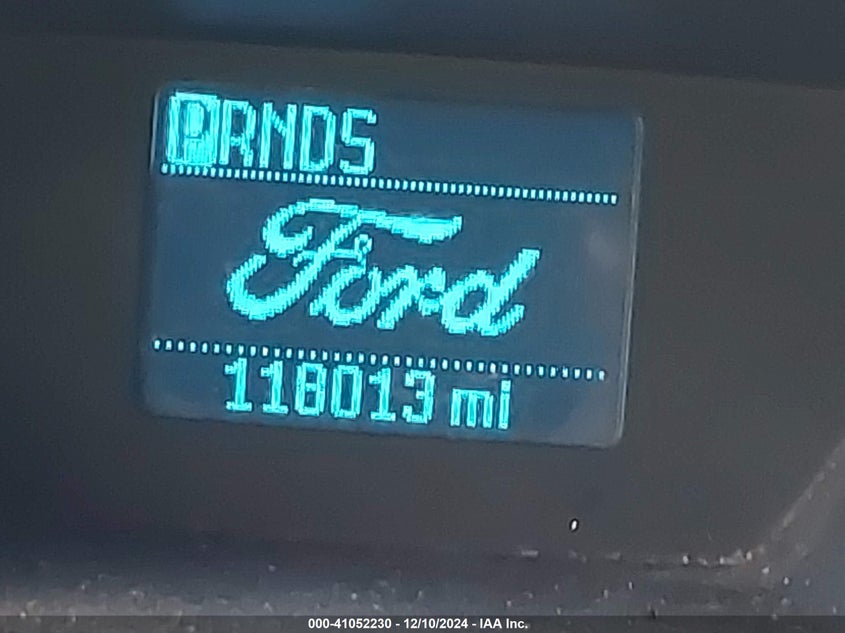 PRNDS
Ford
118013 mi
000-41052230 - 12/10/2024 - IAA Inc.